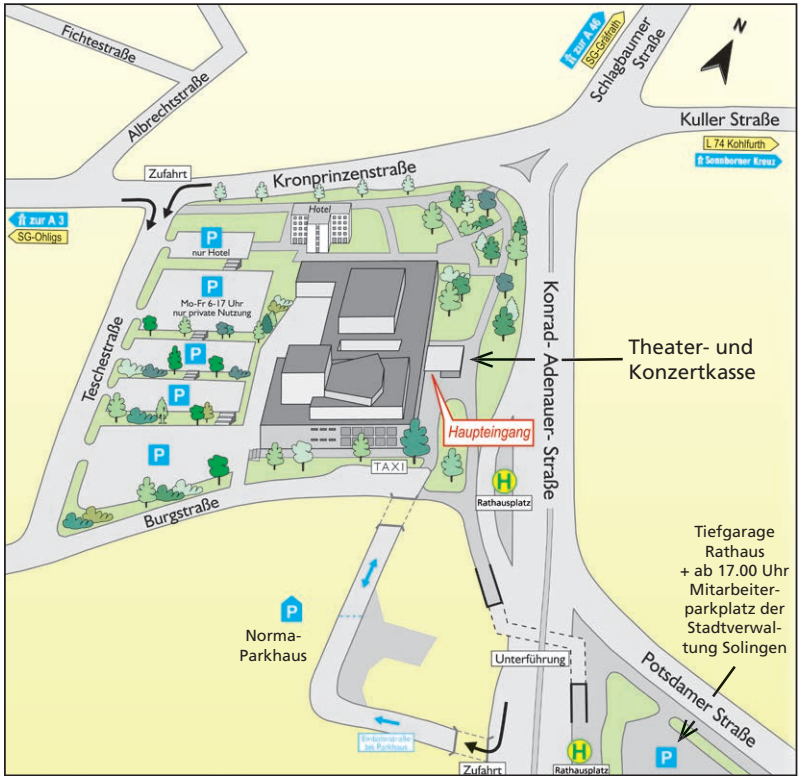 Fichtestraße
Albrechtstraße
zur A 46
SG-Gräfrath
Schlagbaumer
Straße
N
Kuller Straße
L 74 Kohlfurth
Sonnborner Kreuz
Zufahrt
Kronprinzenstraße
zur A 3
SG-Ohligs
Hotel
P
nur Hotel
P
Mo-Fr 6-17 Uhr
nur private Nutzung
P
P
P
Teschestraße
Burgstraße
TAXI
Haupteingang
Theater- und
Konzertkasse
Konrad- Adenauer- Straße
H
Rathausplatz
P
Norma-
Parkhaus
Unterführung
Tiefgarage
Rathaus
+ ab 17.00 Uhr
Mitarbeiter-
parkplatz der
Stadtverwal-
tung Solingen
Potsdamer Straße
P
H
Rathausplatz
Zufahrt
bis Parkhaus